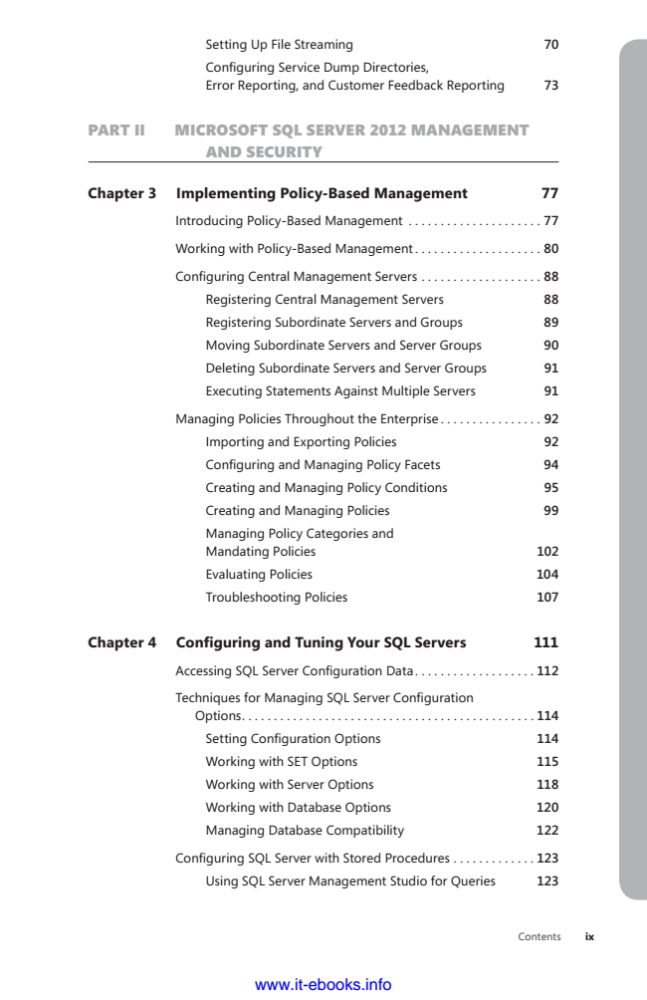 Setting Up File Streaming 70
Configuring Service Dump Directories,
Error Reporting, and Customer Feedback Reporting 73
PART II MICROSOFT SQL SERVER 2012 MANAGEMENT
AND SECURITY
Chapter 3 Implementing Policy-Based Management 77
Introducing Policy-Based Management . . . . . . . . . . . . . . . . . . . . . 77
Working with Policy-Based Management. . . . . . . . . . . . . . . . . . . . 80
Configuring Central Management Servers . . . . . . . . . . . . . . . . . . . 88
Registering Central Management Servers 88
Registering Subordinate Servers and Groups 89
Moving Subordinate Servers and Server Groups 90
Deleting Subordinate Servers and Server Groups 91
Executing Statements Against Multiple Servers 91
Managing Policies Throughout the Enterprise. . . . . . . . . . . . . . . . 92
Importing and Exporting Policies 92
Configuring and Managing Policy Facets 94
Creating and Managing Policy Conditions 95
Creating and Managing Policies 99
Managing Policy Categories and
Mandating Policies 102
Evaluating Policies 104
Troubleshooting Policies 107
Chapter 4 Configuring and Tuning Your SQL Servers 111
Accessing SQL Server Configuration Data. . . . . . . . . . . . . . . . . . . 112
Techniques for Managing SQL Server Configuration
Options. . . . . . . . . . . . . . . . . . . . . . . . . . . . . . . . . . . . . . . . . . . . . . 114
Setting Configuration Options 114
Working with SET Options 115
Working with Server Options 118
Working with Database Options 120
Managing Database Compatibility 122
Configuring SQL Server with Stored Procedures . . . . . . . . . . . . . 123
Using SQL Server Management Studio for Queries 123
Contents ix
www.it-ebooks.info